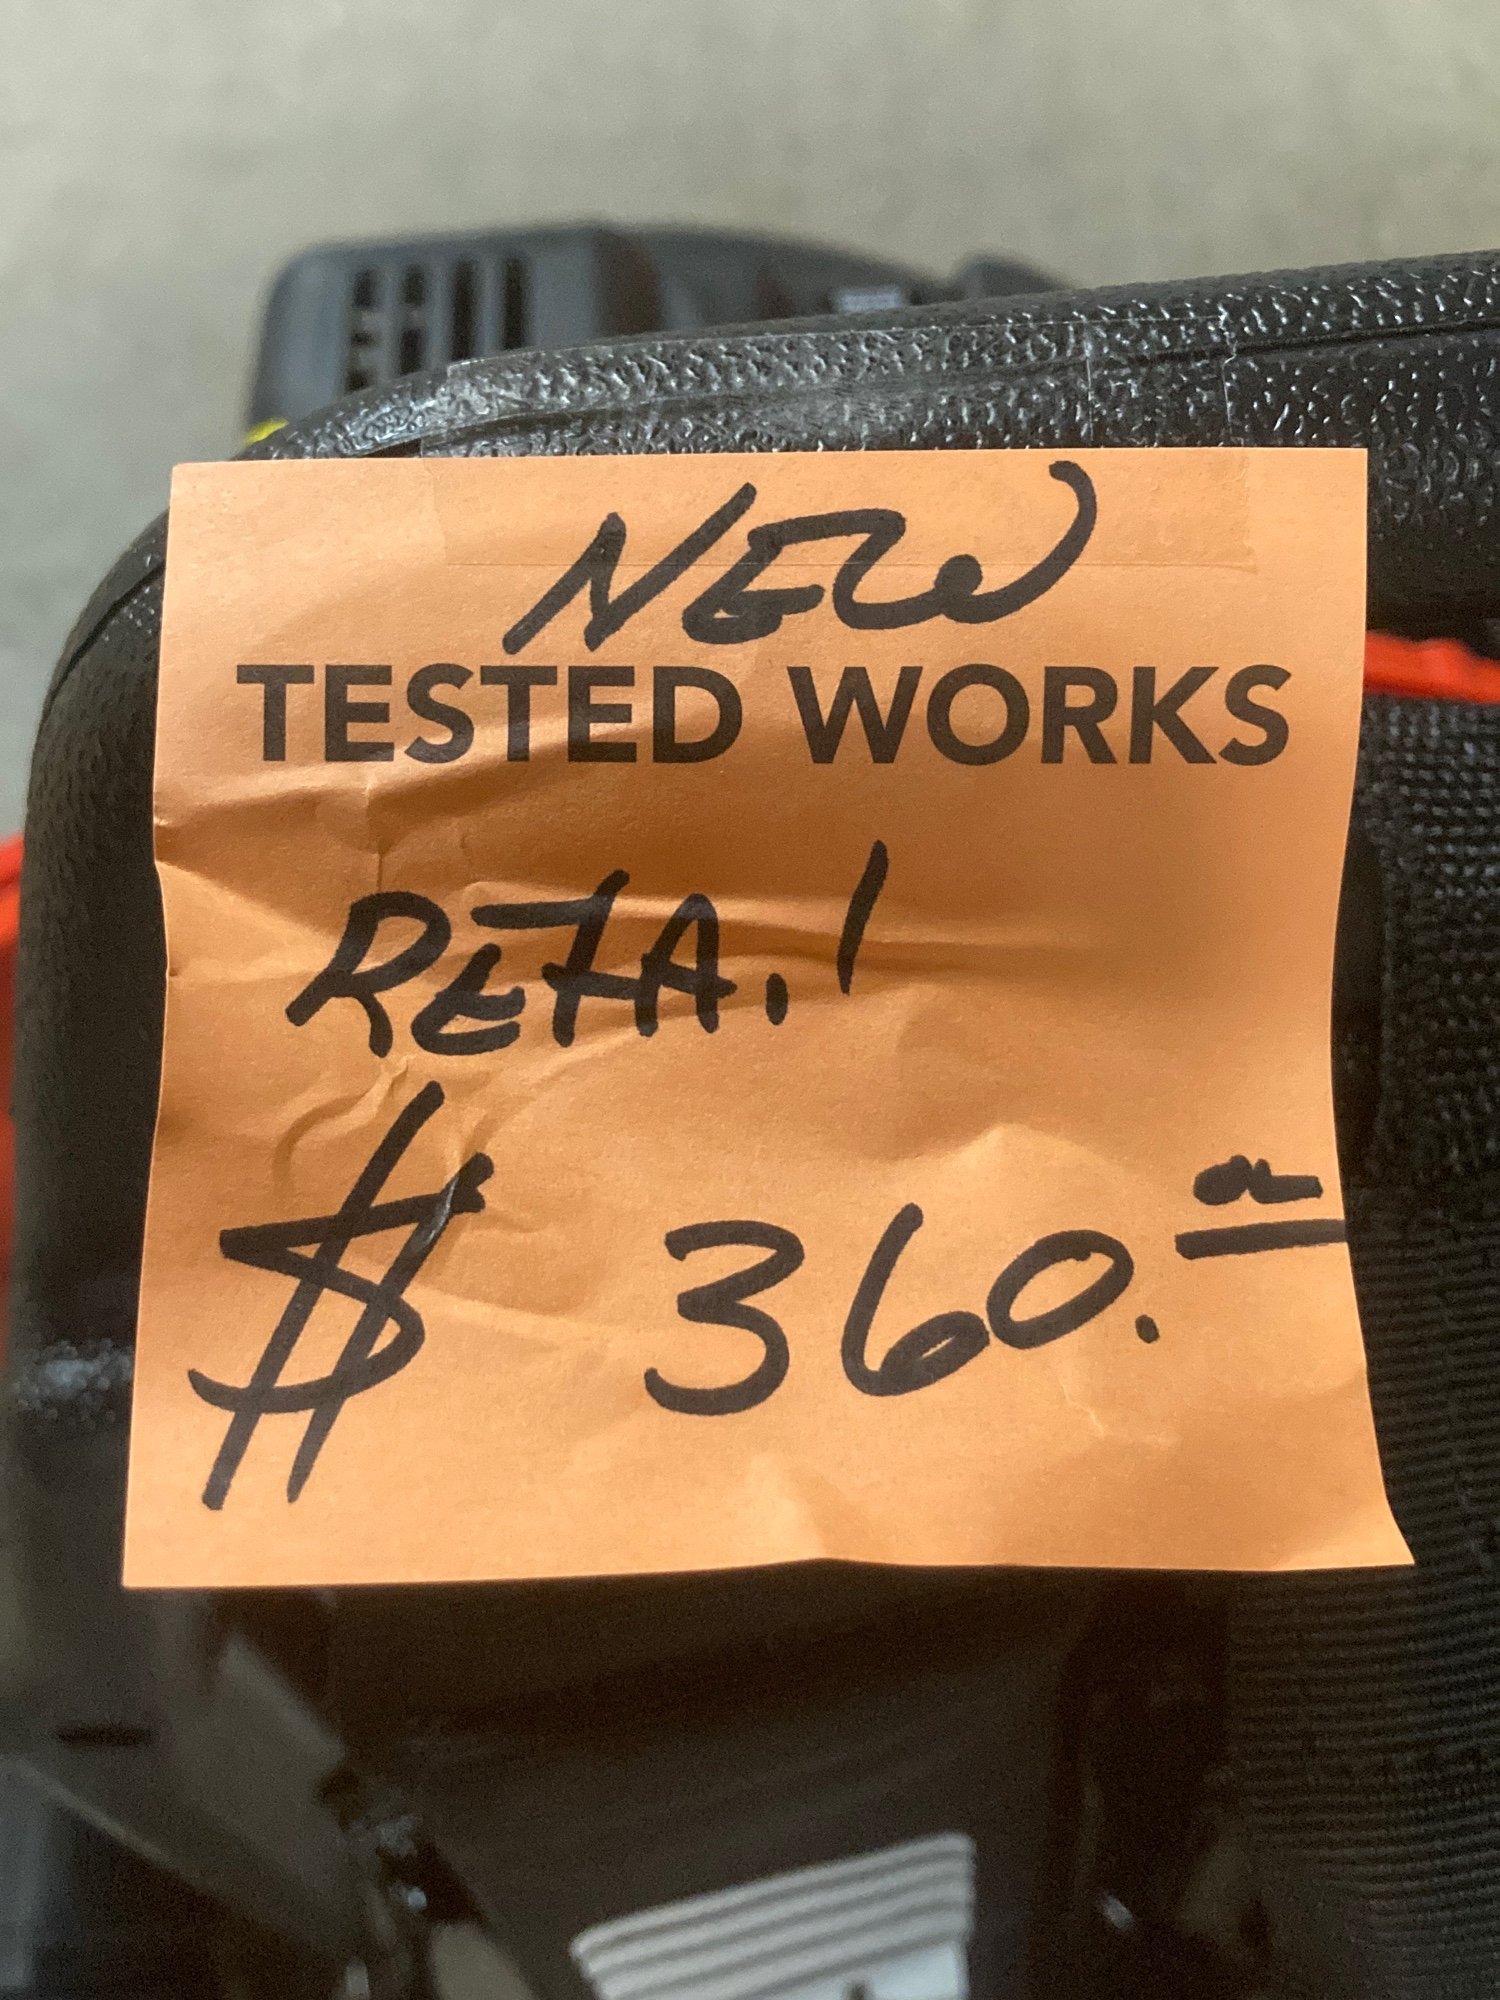 NEW
TESTED WORKS
RETAil
$ 360.00